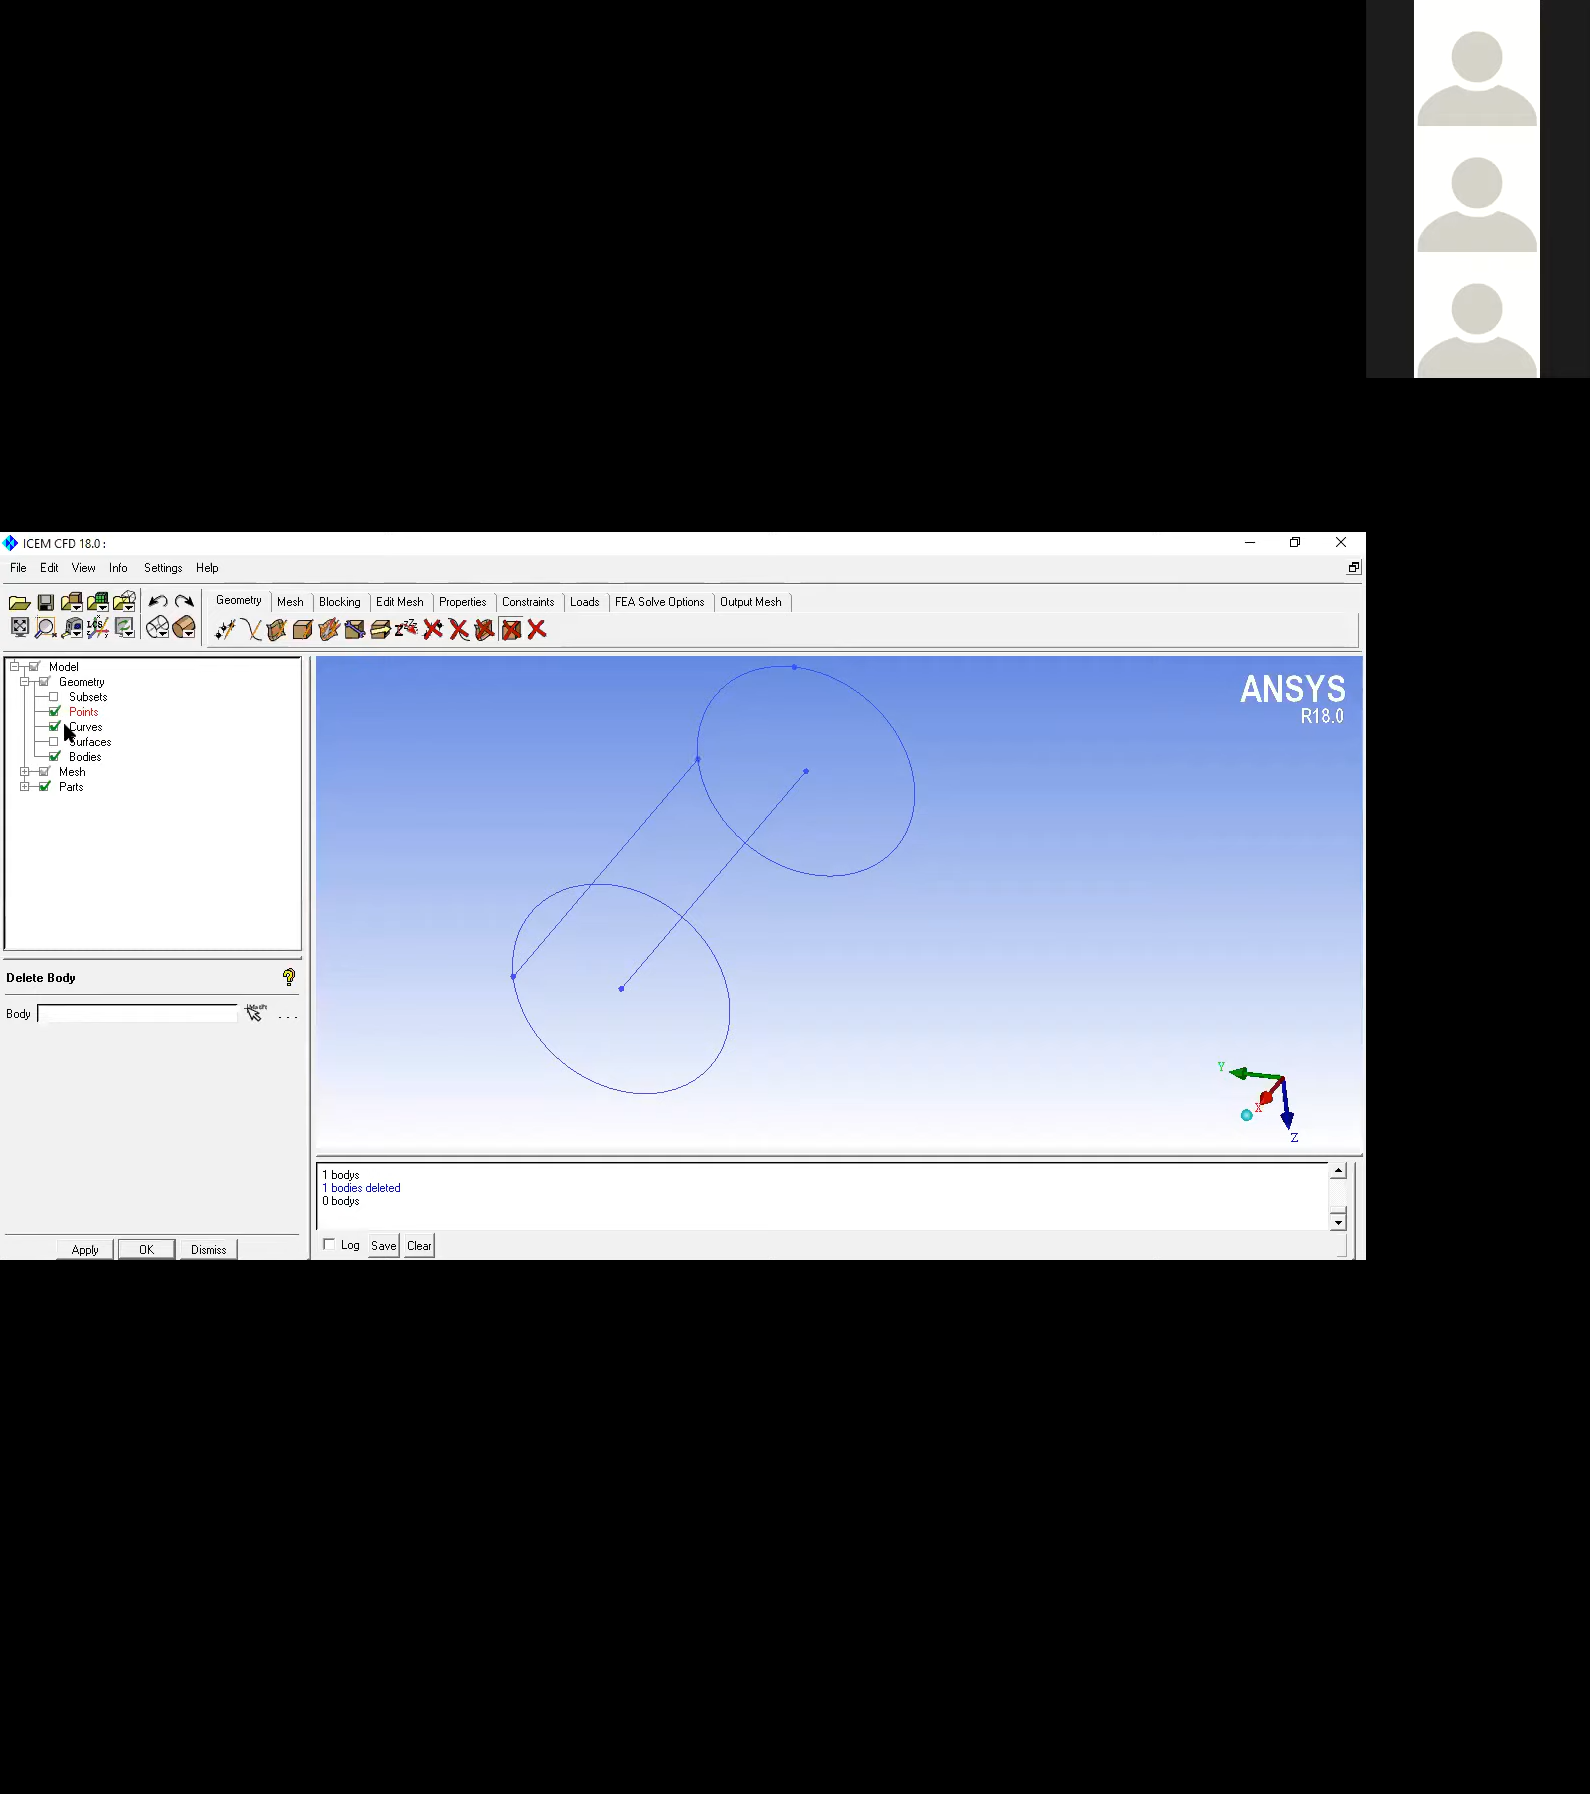 ICEM CFD 18.0 :
File Edit View Info Settings Help
Geometry Mesh Blocking Edit Mesh Properties Constraints Loads FEA Solve Options Output Mesh
LCS
Model
Geometry
Subsets
Points
Curves
Surfaces
Bodies
Mesh
Parts
ANSYS
R18.0
Delete Body
Body
. . .
Y
X
Z
1 bodys
1 bodies deleted
0 bodys
Log Save Clear
Apply OK Dismiss